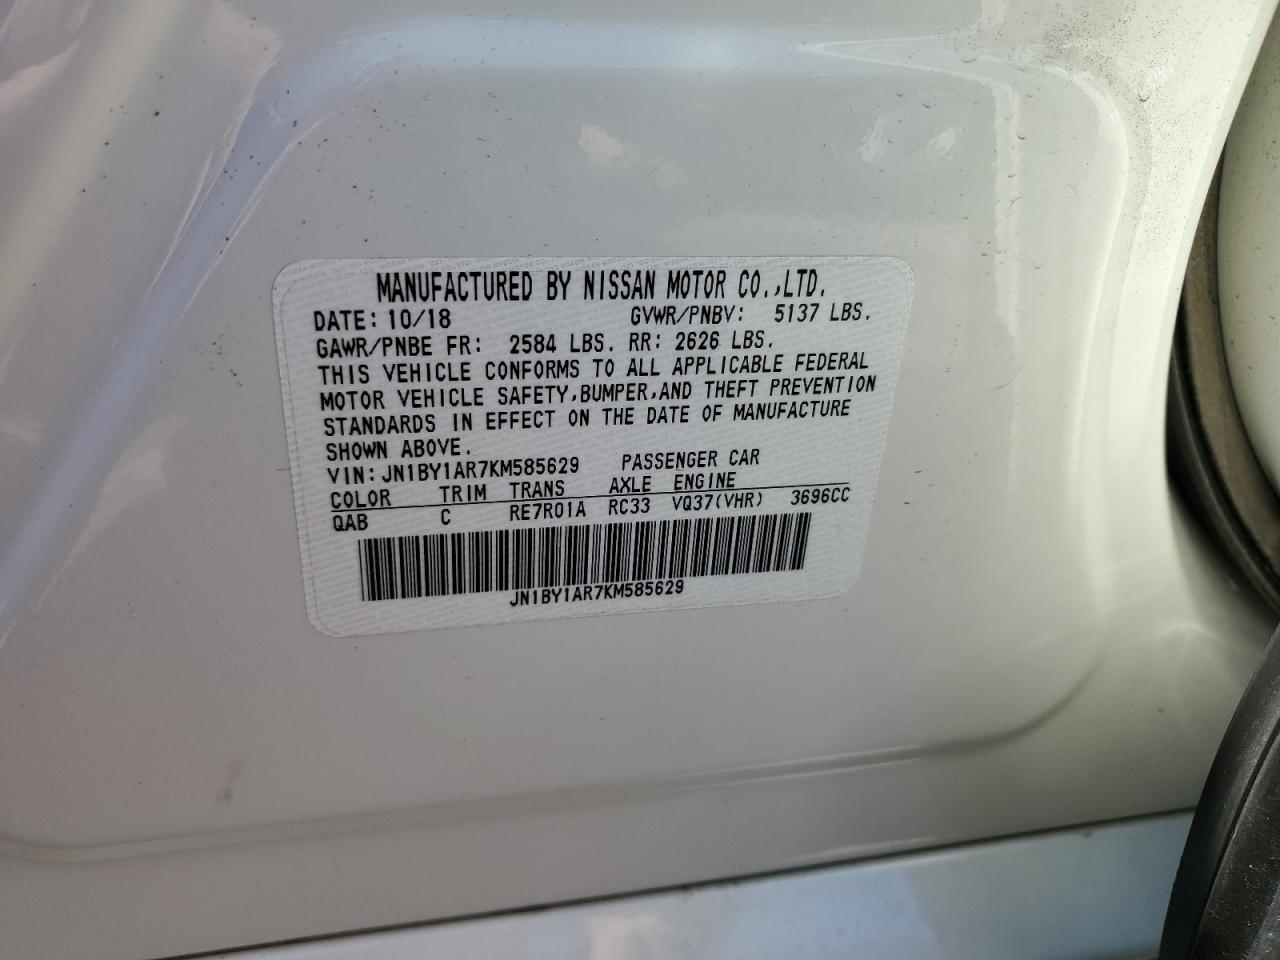 MANUFACTURED BY NISSAN MOTOR CO.,LTD.
DATE: 10/18 GVWR/PNBV: 5137 LBS.
GAWR/PNBE FR: 2584 LBS. RR: 2626 LBS.
THIS VEHICLE CONFORMS TO ALL APPLICABLE FEDERAL
MOTOR VEHICLE SAFETY,BUMPER,AND THEFT PREVENTION
STANDARDS IN EFFECT ON THE DATE OF MANUFACTURE
SHOWN ABOVE.
VIN:JN1BY1AR7KM585629 PASSENGER CAR
COLOR TRIM TRANS AXLE ENGINE
QAB C RE7R01A RC33 VQ37(VHR) 3696CC
JN1BY1AR7KM585629